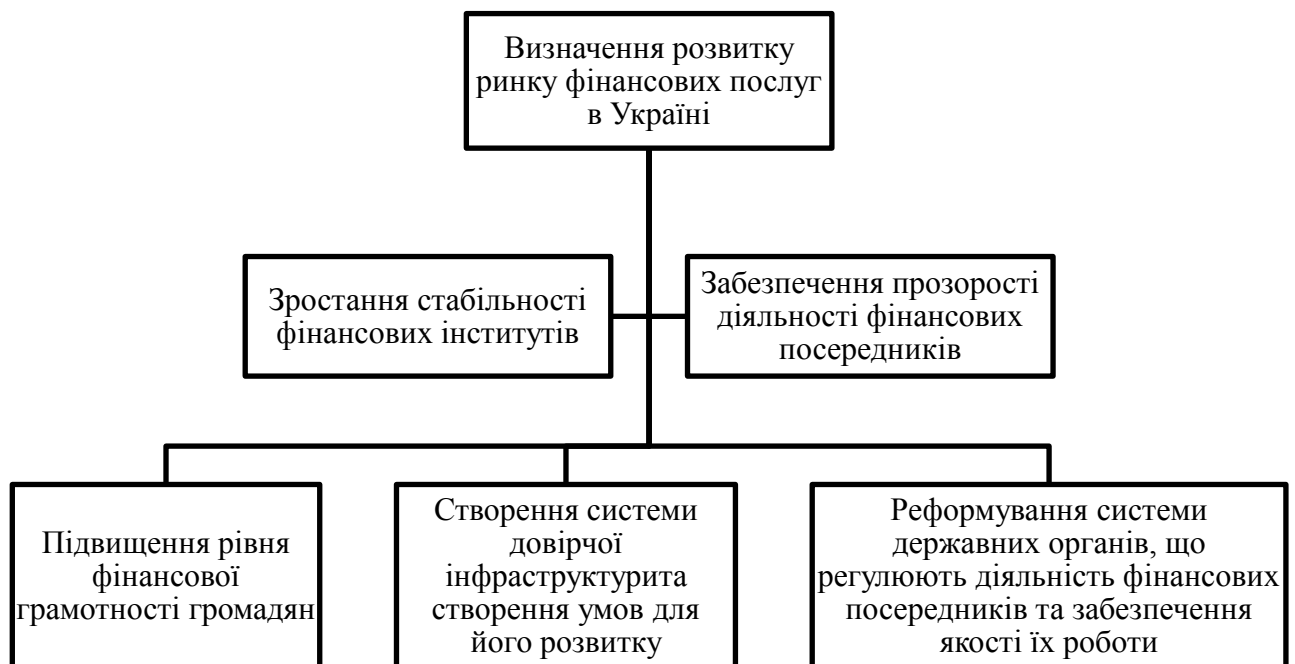 Визначення розвитку
ринку фінансових послуг
в Україні
Зростання стабільності
фінансових інститутів
Забезпечення прозорості
діяльності фінансових
посередників
Підвищення рівня
фінансової
грамотності громадян
Створення системи
довірчої
інфраструктурита
створення умов для
його розвитку
Реформування системи
державних органів, що
регулюють діяльність фінансових
посередників та забезпечення
якості їх роботи